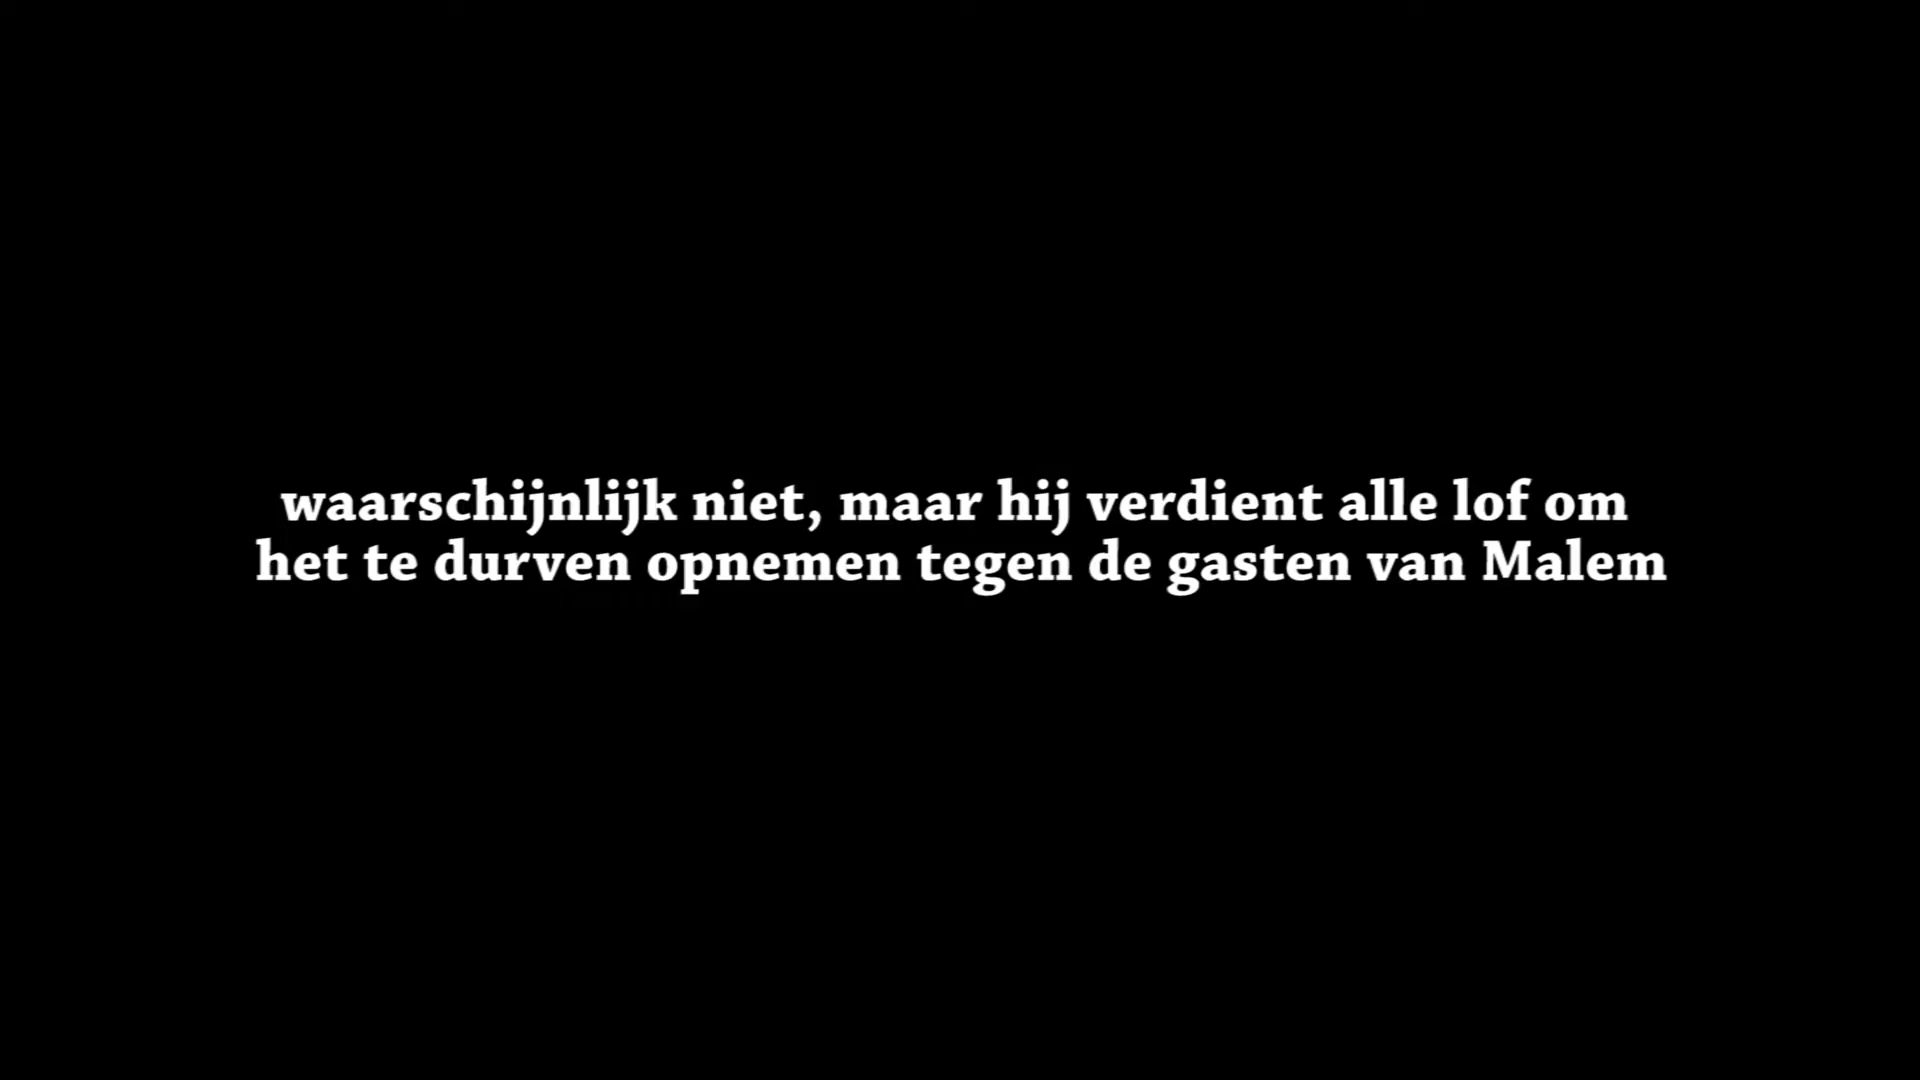 waarschijnlijk niet, maar hij verdient alle lof om
het te durven opnemen tegen de gasten van Malem